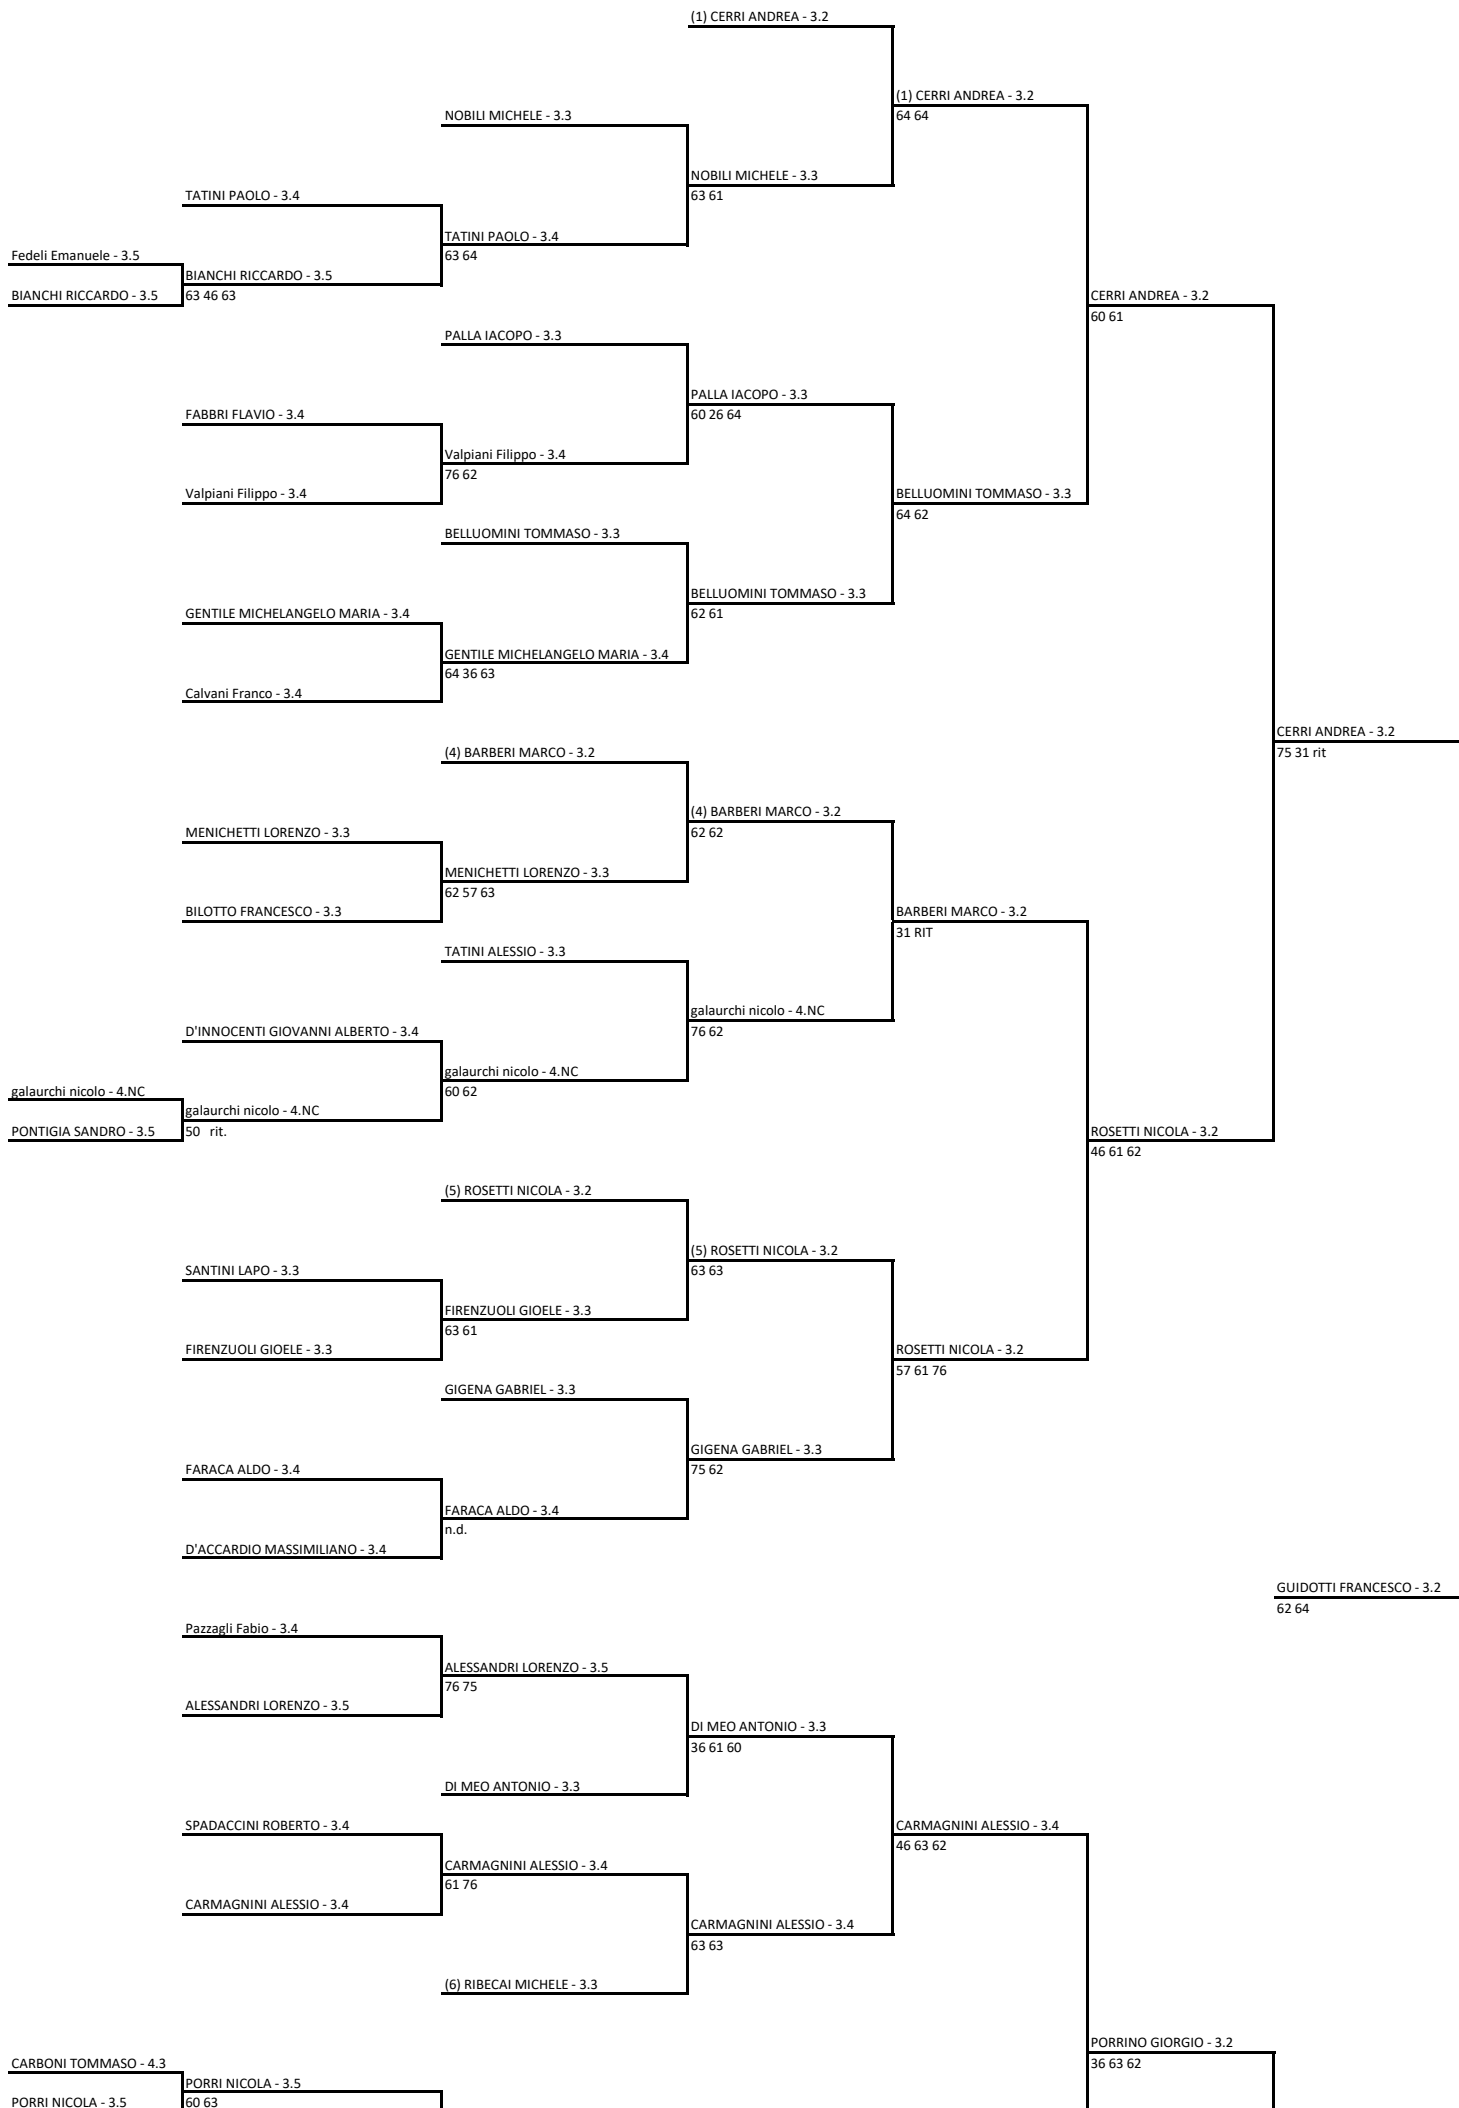 (1) CERRI ANDREA - 3.2
(1) CERRI ANDREA - 3.2
64 64
NOBILI MICHELE - 3.3
NOBILI MICHELE - 3.3
63 61
TATINI PAOLO - 3.4
TATINI PAOLO - 3.4
63 64
Fedeli Emanuele - 3.5
BIANCHI RICCARDO - 3.5
63 46 63
BIANCHI RICCARDO - 3.5
CERRI ANDREA - 3.2
60 61
PALLA IACOPO - 3.3
PALLA IACOPO - 3.3
60 26 64
FABBRI FLAVIO - 3.4
Valpiani Filippo - 3.4
76 62
Valpiani Filippo - 3.4
BELLUOMINI TOMMASO - 3.3
64 62
BELLUOMINI TOMMASO - 3.3
BELLUOMINI TOMMASO - 3.3
62 61
GENTILE MICHELANGELO MARIA - 3.4
GENTILE MICHELANGELO MARIA - 3.4
64 36 63
Calvani Franco - 3.4
CERRI ANDREA - 3.2
75 31 rit
(4) BARBERI MARCO - 3.2
(4) BARBERI MARCO - 3.2
62 62
MENICHETTI LORENZO - 3.3
MENICHETTI LORENZO - 3.3
62 57 63
BILOTTO FRANCESCO - 3.3
BARBERI MARCO - 3.2
31 RIT
TATINI ALESSIO - 3.3
galaurchi nicolo - 4.NC
76 62
D'INNOCENTI GIOVANNI ALBERTO - 3.4
galaurchi nicolo - 4.NC
60 62
galaurchi nicolo - 4.NC
galaurchi nicolo - 4.NC
50 rit.
PONTIGIA SANDRO - 3.5
ROSETTI NICOLA - 3.2
46 61 62
(5) ROSETTI NICOLA - 3.2
(5) ROSETTI NICOLA - 3.2
63 63
SANTINI LAPO - 3.3
FIRENZUOLI GIOELE - 3.3
63 61
FIRENZUOLI GIOELE - 3.3
ROSETTI NICOLA - 3.2
57 61 76
GIGENA GABRIEL - 3.3
GIGENA GABRIEL - 3.3
75 62
FARACA ALDO - 3.4
FARACA ALDO - 3.4
n.d.
D'ACCARDIO MASSIMILIANO - 3.4
GUIDOTTI FRANCESCO - 3.2
62 64
Pazzagli Fabio - 3.4
ALESSANDRI LORENZO - 3.5
76 75
ALESSANDRI LORENZO - 3.5
DI MEO ANTONIO - 3.3
36 61 60
DI MEO ANTONIO - 3.3
SPADACCINI ROBERTO - 3.4
CARMAGNINI ALESSIO - 3.4
46 63 62
CARMAGNINI ALESSIO - 3.4
61 76
CARMAGNINI ALESSIO - 3.4
CARMAGNINI ALESSIO - 3.4
63 63
(6) RIBECAI MICHELE - 3.3
PORRINO GIORGIO - 3.2
36 63 62
CARBONI TOMMASO - 4.3
PORRI NICOLA - 3.5
60 63
PORRI NICOLA - 3.5